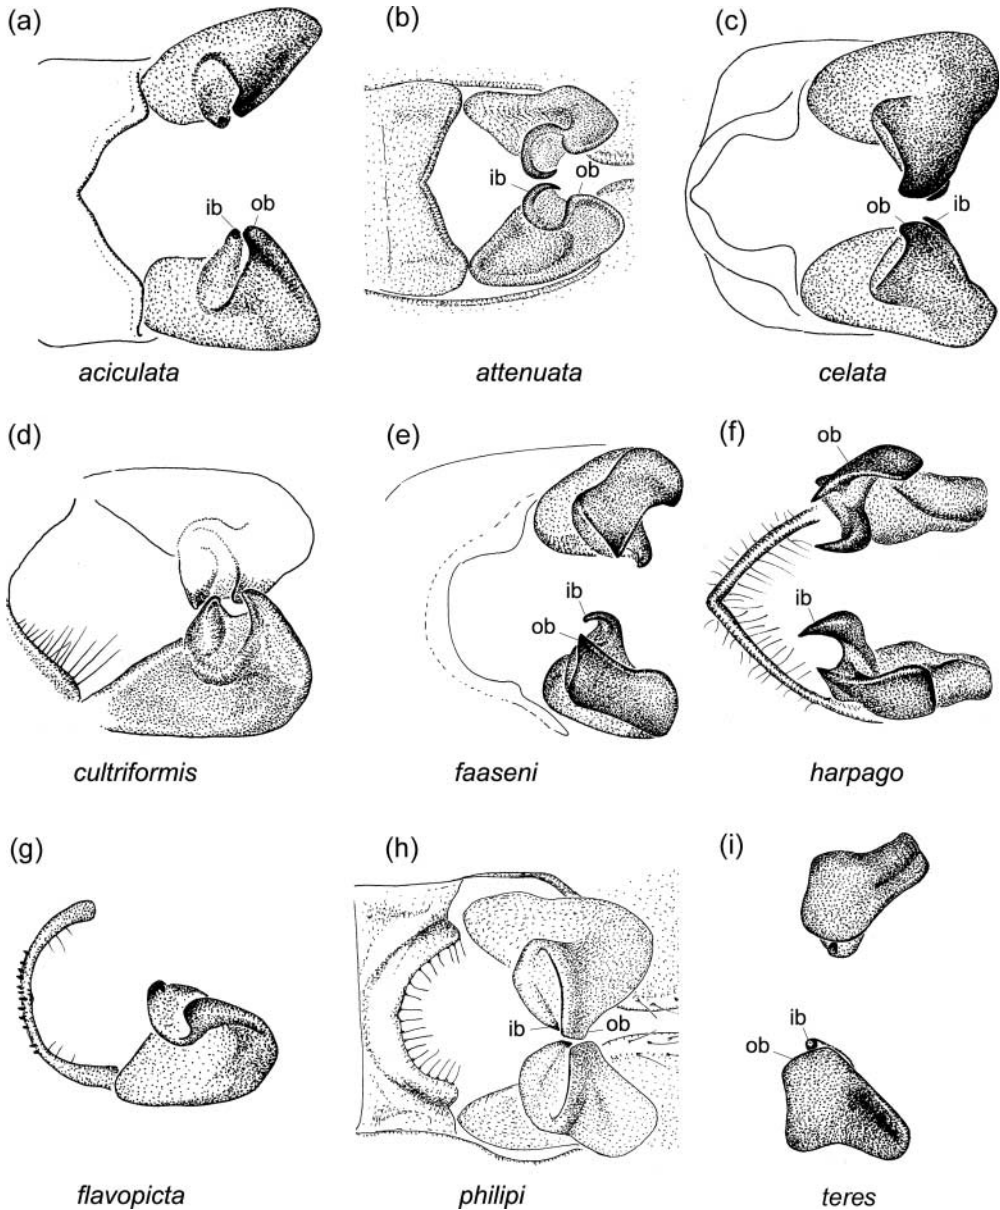 (a)
(b)
(c)
ib ob
ib
ob
ob ib
aciculata
attenuata
celata
(d)
(e)
(f)
ob
ib
ob
ib
cultriformis
faaseni
harpago
(g)
(h)
(i)
ib
ob
ib
ob
flavopicta
philipi
teres